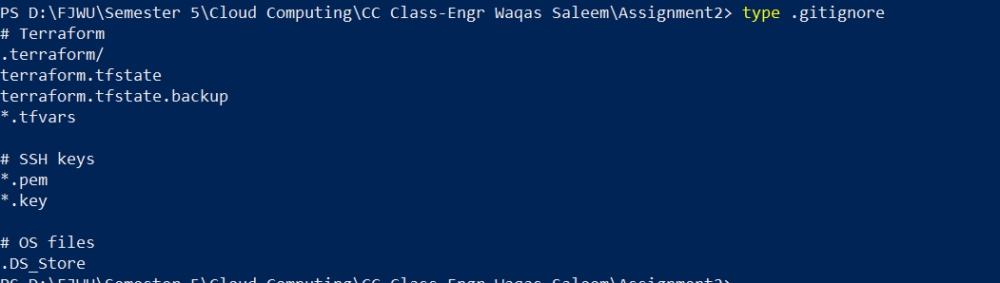 PS D:\FJWU\Semester 5\Cloud Computing\CC Class-Engr Waqas Saleem\Assignment2> type .gitignore
# Terraform
.terraform/
terraform.tfstate
terraform.tfstate.backup
*.tfvars
# SSH keys
*.pem
*.key
# OS files
.DS_Store
PS D:\FJWU\Semester 5\Cloud Computing\CC Class-Engr Waqas Saleem\Assignment2>